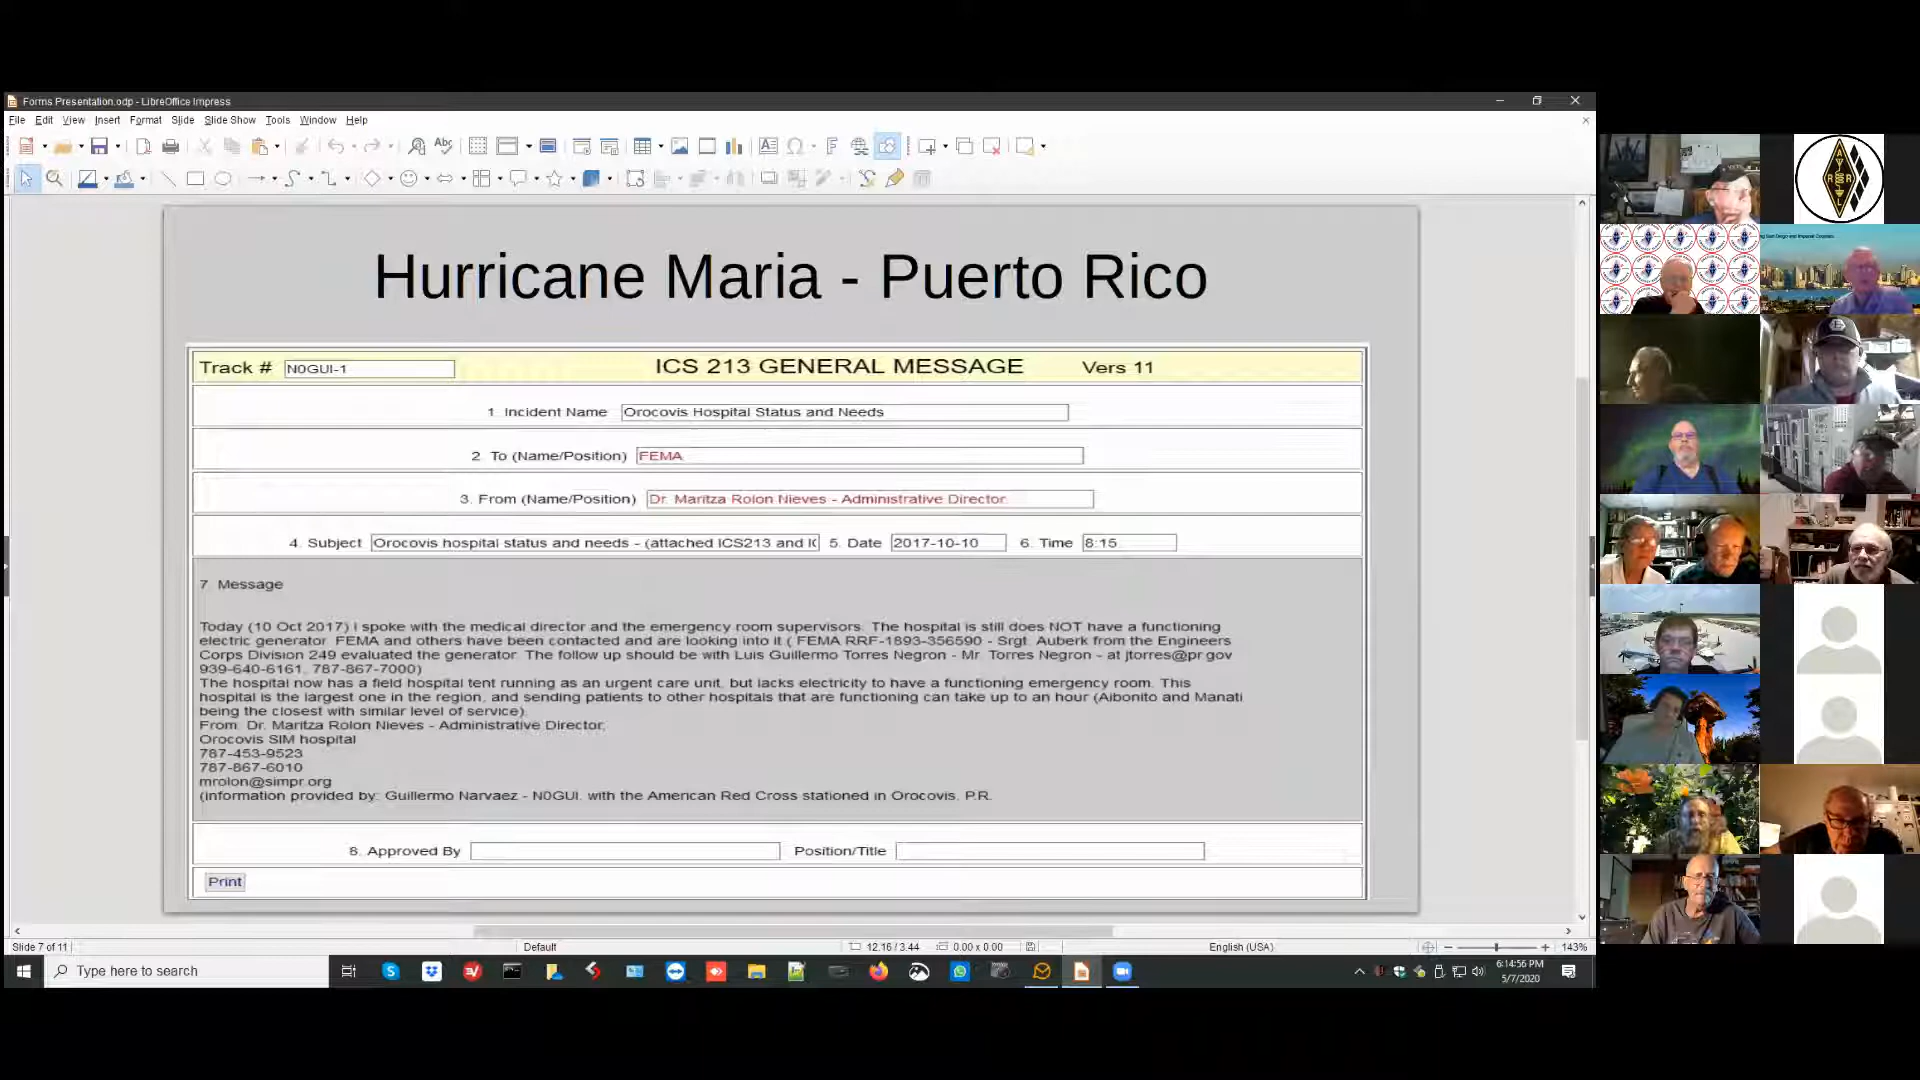 Forms Presentation.odp - LibreOffice Impress
File Edit View Insert Format Slide Slide Show Tools Window Help
Hurricane Maria - Puerto Rico
Track # N0GUI-1 ICS 213 GENERAL MESSAGE Vers 11
1 Incident Name Orocovis Hospital Status and Needs
2. To (Name/Position) FEMA
3. From (Name/Position) Dr. Maritza Rolon Nieves - Administrative Director
4. Subject Orocovis hospital status and needs - (attached ICS213 and IC 5. Date 2017-10-10 6. Time 8:15
7 Message
Today (10 Oct 2017) I spoke with the medical director and the emergency room supervisors. The hospital is still does NOT have a functioning
electric generator. FEMA and others have been contacted and are looking into it ( FEMA RRF-1893-356590 - Srgt. Auberk from the Engineers
Corps Division 249 evaluated the generator. The follow up should be with Luis Guillermo Torres Negron - Mr. Torres Negron - at jtorres@pr.gov
939-640-6161, 787-867-7000)
The hospital now has a field hospital tent running as an urgent care unit, but lacks electricity to have a functioning emergency room. This
hospital is the largest one in the region, and sending patients to other hospitals that are functioning can take up to an hour (Aibonito and Manati
being the closest with similar level of service).
From: Dr. Maritza Rolon Nieves - Administrative Director,
Orocovis SIM hospital
787-453-9523
787-867-6010
mrolon@simpr.org
(information provided by: Guillermo Narvaez - N0GUI, with the American Red Cross stationed in Orocovis, P.R.
8. Approved By Position/Title
Print
Slide 7 of 11 Default 12.16 / 3.44 0.00 x 0.00 English (USA) 143%
Type here to search
6:14:56 PM
5/7/2020